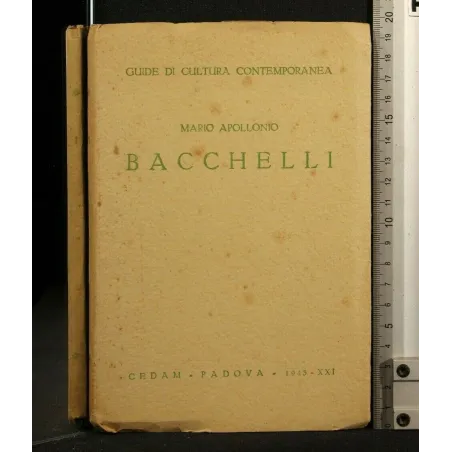 GUIDE DI CULTURA CONTEMPORANEA
MARIO APOLLONIO
BACCHELLI
- CEDAM - PADOVA - 1943 - XXI